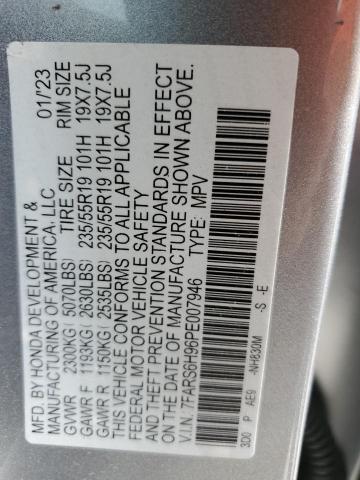 MFD. BY HONDA DEVELOPMENT &
MANUFACTURING OF AMERICA, LLC 01/23
GVWR 2300KG (5070LBS) TIRE SIZE RIM SIZE
GAWR F 1193KG (2630LBS) 235/55R19 101H 19X7.5J
GAWR R 1150KG (2535LBS) 235/55R19 101H 19X7.5J
THIS VEHICLE CONFORMS TO ALL APPLICABLE
FEDERAL MOTOR VEHICLE SAFETY
AND THEFT PREVENTION STANDARDS IN EFFECT
ON THE DATE OF MANUFACTURE SHOWN ABOVE.
V.I.N. 7FARS6H96PE007946 TYPE: MPV
3D0 P AE9 -NH830M -S -E